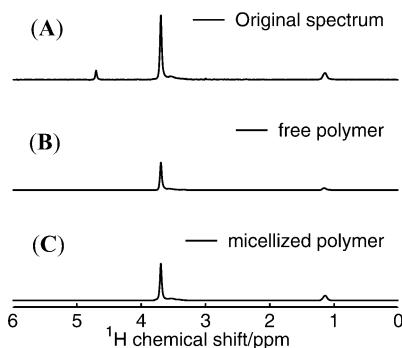 (A) Original spectrum
(B) free polymer
(C) micellized polymer
6 5 4 3 2 1 0
¹H chemical shift/ppm